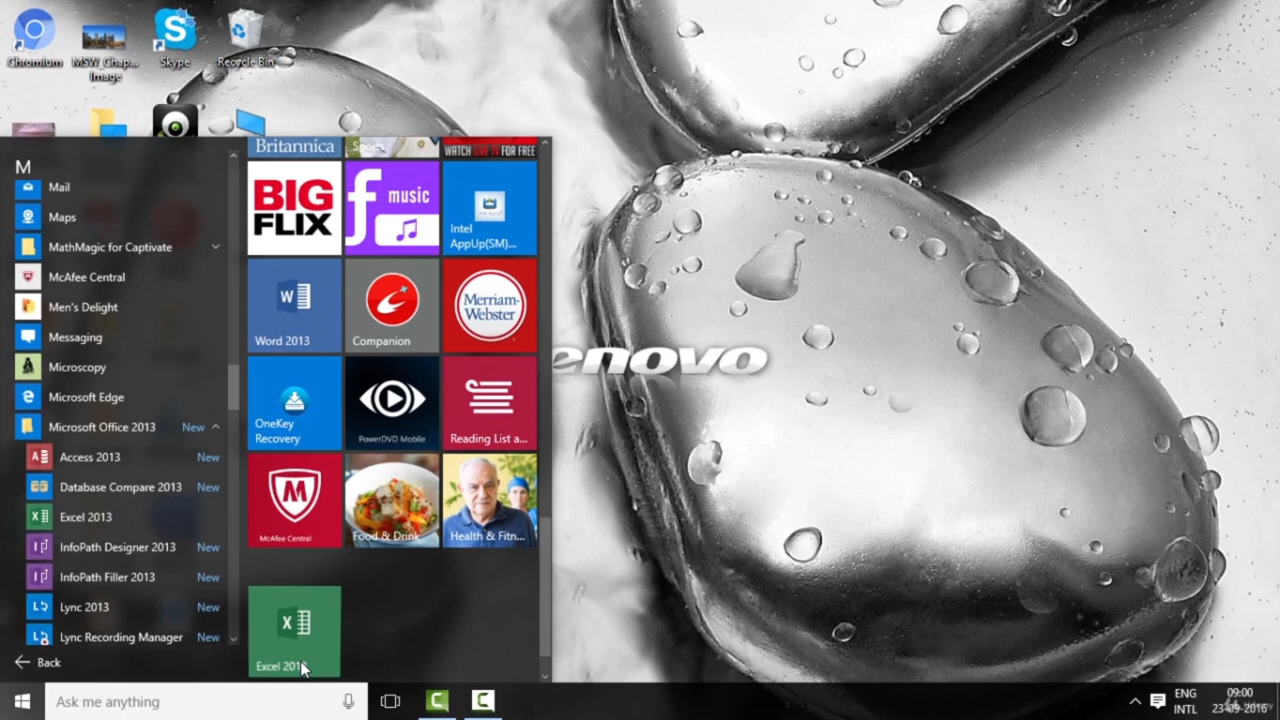 Chromium
MSW_Chap...
Image
Skype
Recycle Bin
M
Mail
Maps
MathMagic for Captivate
McAfee Central
Men's Delight
Messaging
Microscopy
Microsoft Edge
Microsoft Office 2013 New
Access 2013 New
Database Compare 2013 New
Excel 2013
InfoPath Designer 2013 New
InfoPath Filler 2013 New
Lync 2013 New
Lync Recording Manager New
Back
Britannica
Sports
WATCH LIVE TV FOR FREE
BIG
FLIX
f music
Intel
AppUp(SM)...
Word 2013
Companion
Merriam-
Webster
OneKey
Recovery
PowerDVD Mobile
Reading List a...
McAfee Central
Food & Drink
Health & Fitn...
Excel 2013
enovo
Ask me anything
ENG
INTL
09:00
23-09-2016